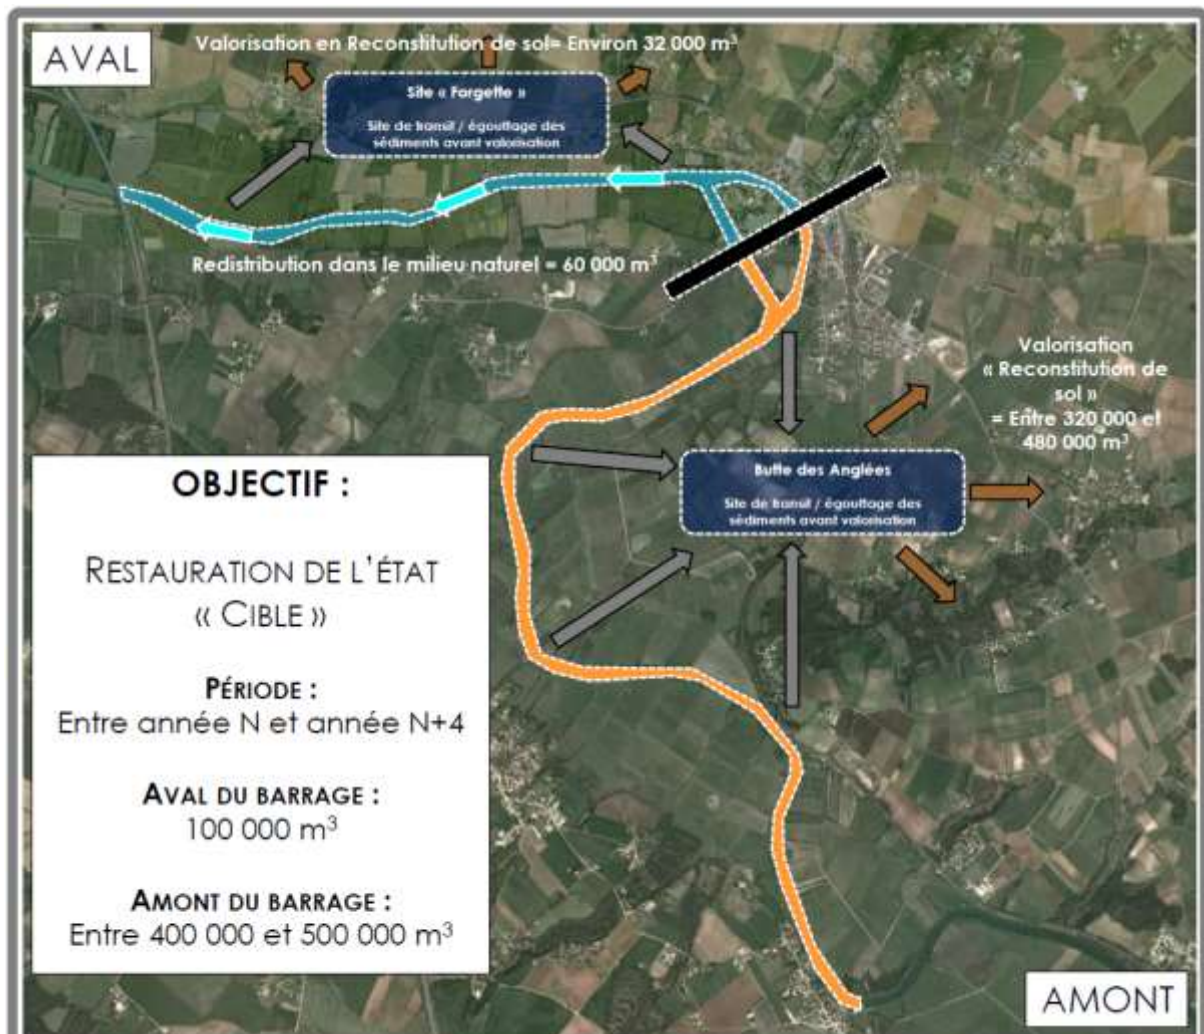 AVAL
Valorisation en Reconstitution de sol= Environ 32 000 m³
Site « Forgette »
Site de transit / égouttage des
sédiments avant valorisation
Redistribution dans le milieu naturel = 60 000 m³
Valorisation
« Reconstitution de
sol »
= Entre 320 000 et
480 000 m³
Butte des Anglées
Site de transit / égouttage des
sédiments avant valorisation
OBJECTIF :
RESTAURATION DE L'ÉTAT
« CIBLE »
PÉRIODE :
Entre année N et année N+4
AVAL DU BARRAGE :
100 000 m³
AMONT DU BARRAGE :
Entre 400 000 et 500 000 m³
AMONT